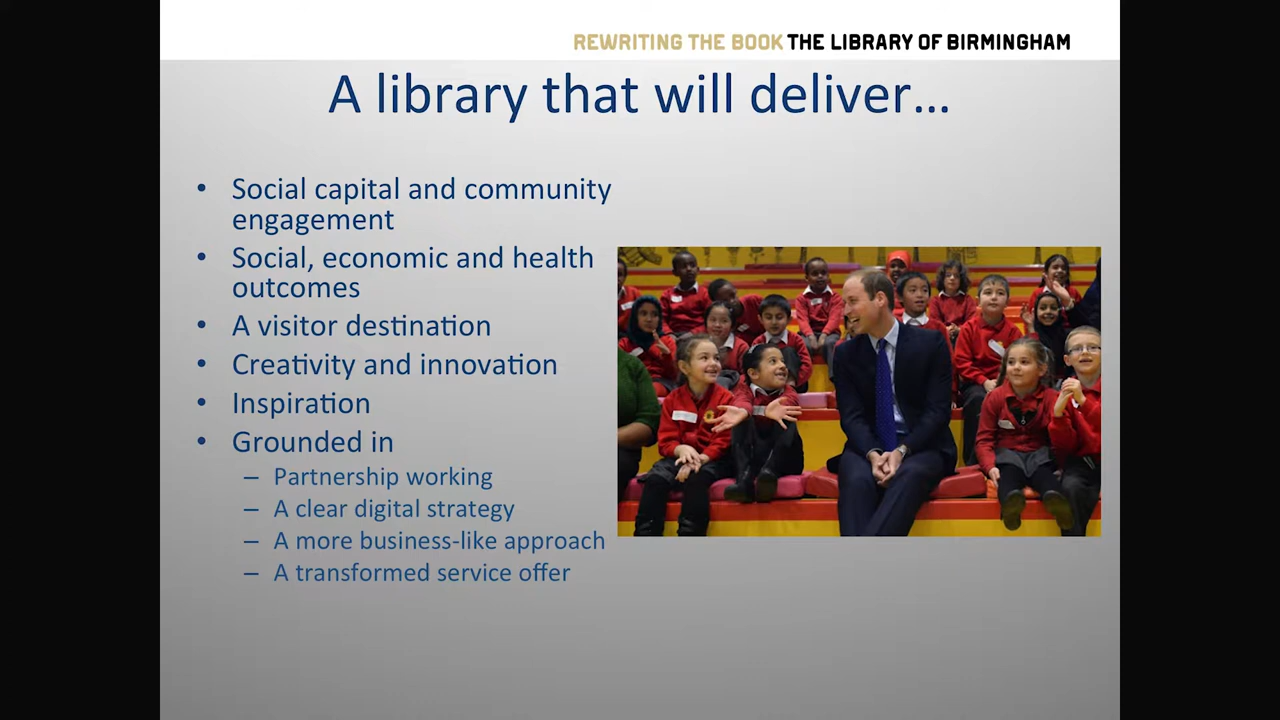 REWRITING THE BOOK THE LIBRARY OF BIRMINGHAM
A library that will deliver…
• Social capital and community
engagement
• Social, economic and health
outcomes
• A visitor destination
• Creativity and innovation
• Inspiration
• Grounded in
– Partnership working
– A clear digital strategy
– A more business-like approach
– A transformed service offer